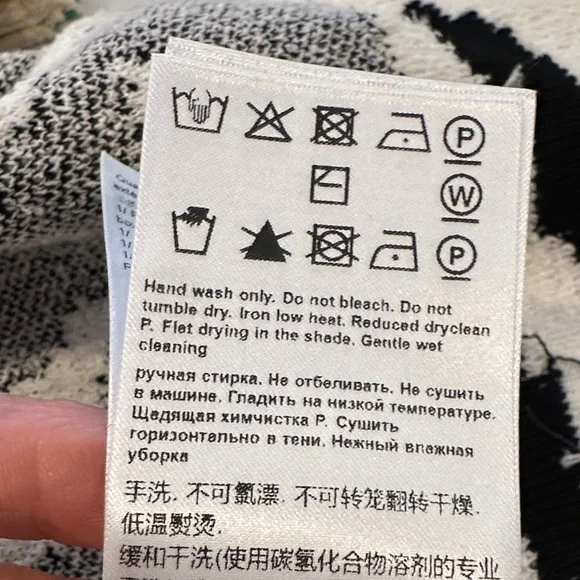 P
W
P
Hand wash only. Do not bleach. Do not
tumble dry. Iron low heat. Reduced dryclean
P. Flat drying in the shade. Gentle wet
cleaning
ручная стирка. Не отбеливать. Не сушить
в машине. Гладить на низкой температуре.
Щадящая химчистка P. Сушить
горизонтально в тени. Нежный влажная
уборка
手洗. 不可氯漂. 不可转笼翻转干燥.
低温熨烫.
缓和干洗(使用碳氢化合物溶剂的专业